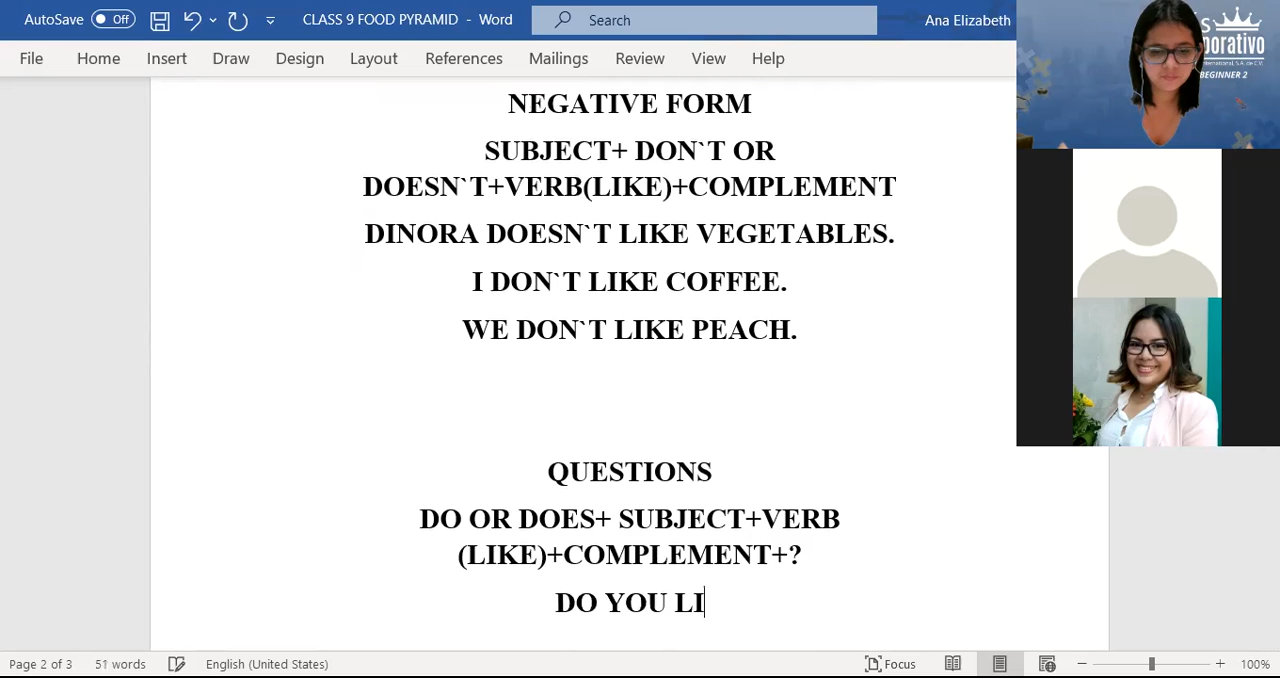 AutoSave Off CLASS 9 FOOD PYRAMID - Word Search Ana Elizabeth
File Home Insert Draw Design Layout References Mailings Review View Help
NEGATIVE FORM
SUBJECT+ DON`T OR
DOESN`T+VERB(LIKE)+COMPLEMENT
DINORA DOESN`T LIKE VEGETABLES.
I DON`T LIKE COFFEE.
WE DON`T LIKE PEACH.
QUESTIONS
DO OR DOES+ SUBJECT+VERB
(LIKE)+COMPLEMENT+?
DO YOU LI
Page 2 of 3 51 words English (United States) Focus 100%
BEGINNER 2